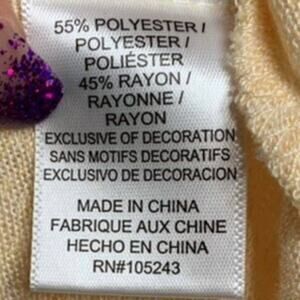 55% POLYESTER /
POLYESTER /
POLIÉSTER
45% RAYON /
RAYONNE /
RAYON
EXCLUSIVE OF DECORATION
SANS MOTIFS DECORATIFS
EXCLUSIVO DE DECORACION
MADE IN CHINA
FABRIQUE AUX CHINE
HECHO EN CHINA
RN#105243